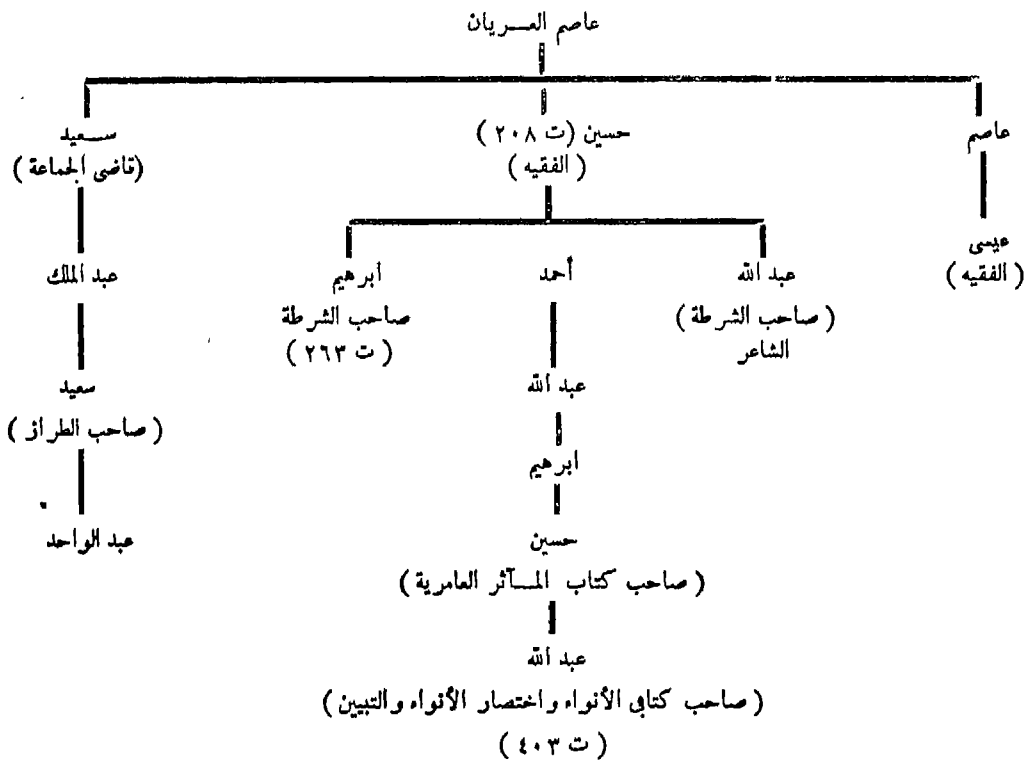 عاصم العريان
عاصم
حسين (ت ٢٠٨)
(الفقيه)
سعيد
(قاضى الجماعة)
عيسى
(الفقيه)
عبد الله
(صاحب الشرطة)
الشاعر
أحمد
ابرهيم
صاحب الشرطة
(ت ٢٦٣)
عبد الملك
عبد الله
سعيد
(صاحب الطراز)
ابرهيم
حسين
(صاحب كتاب المآثر العامرية)
عبد الواحد
عبد الله
(صاحب كتابى الأنواء واختصار الأنواء والتبيين)
(ت ٤٠٣)